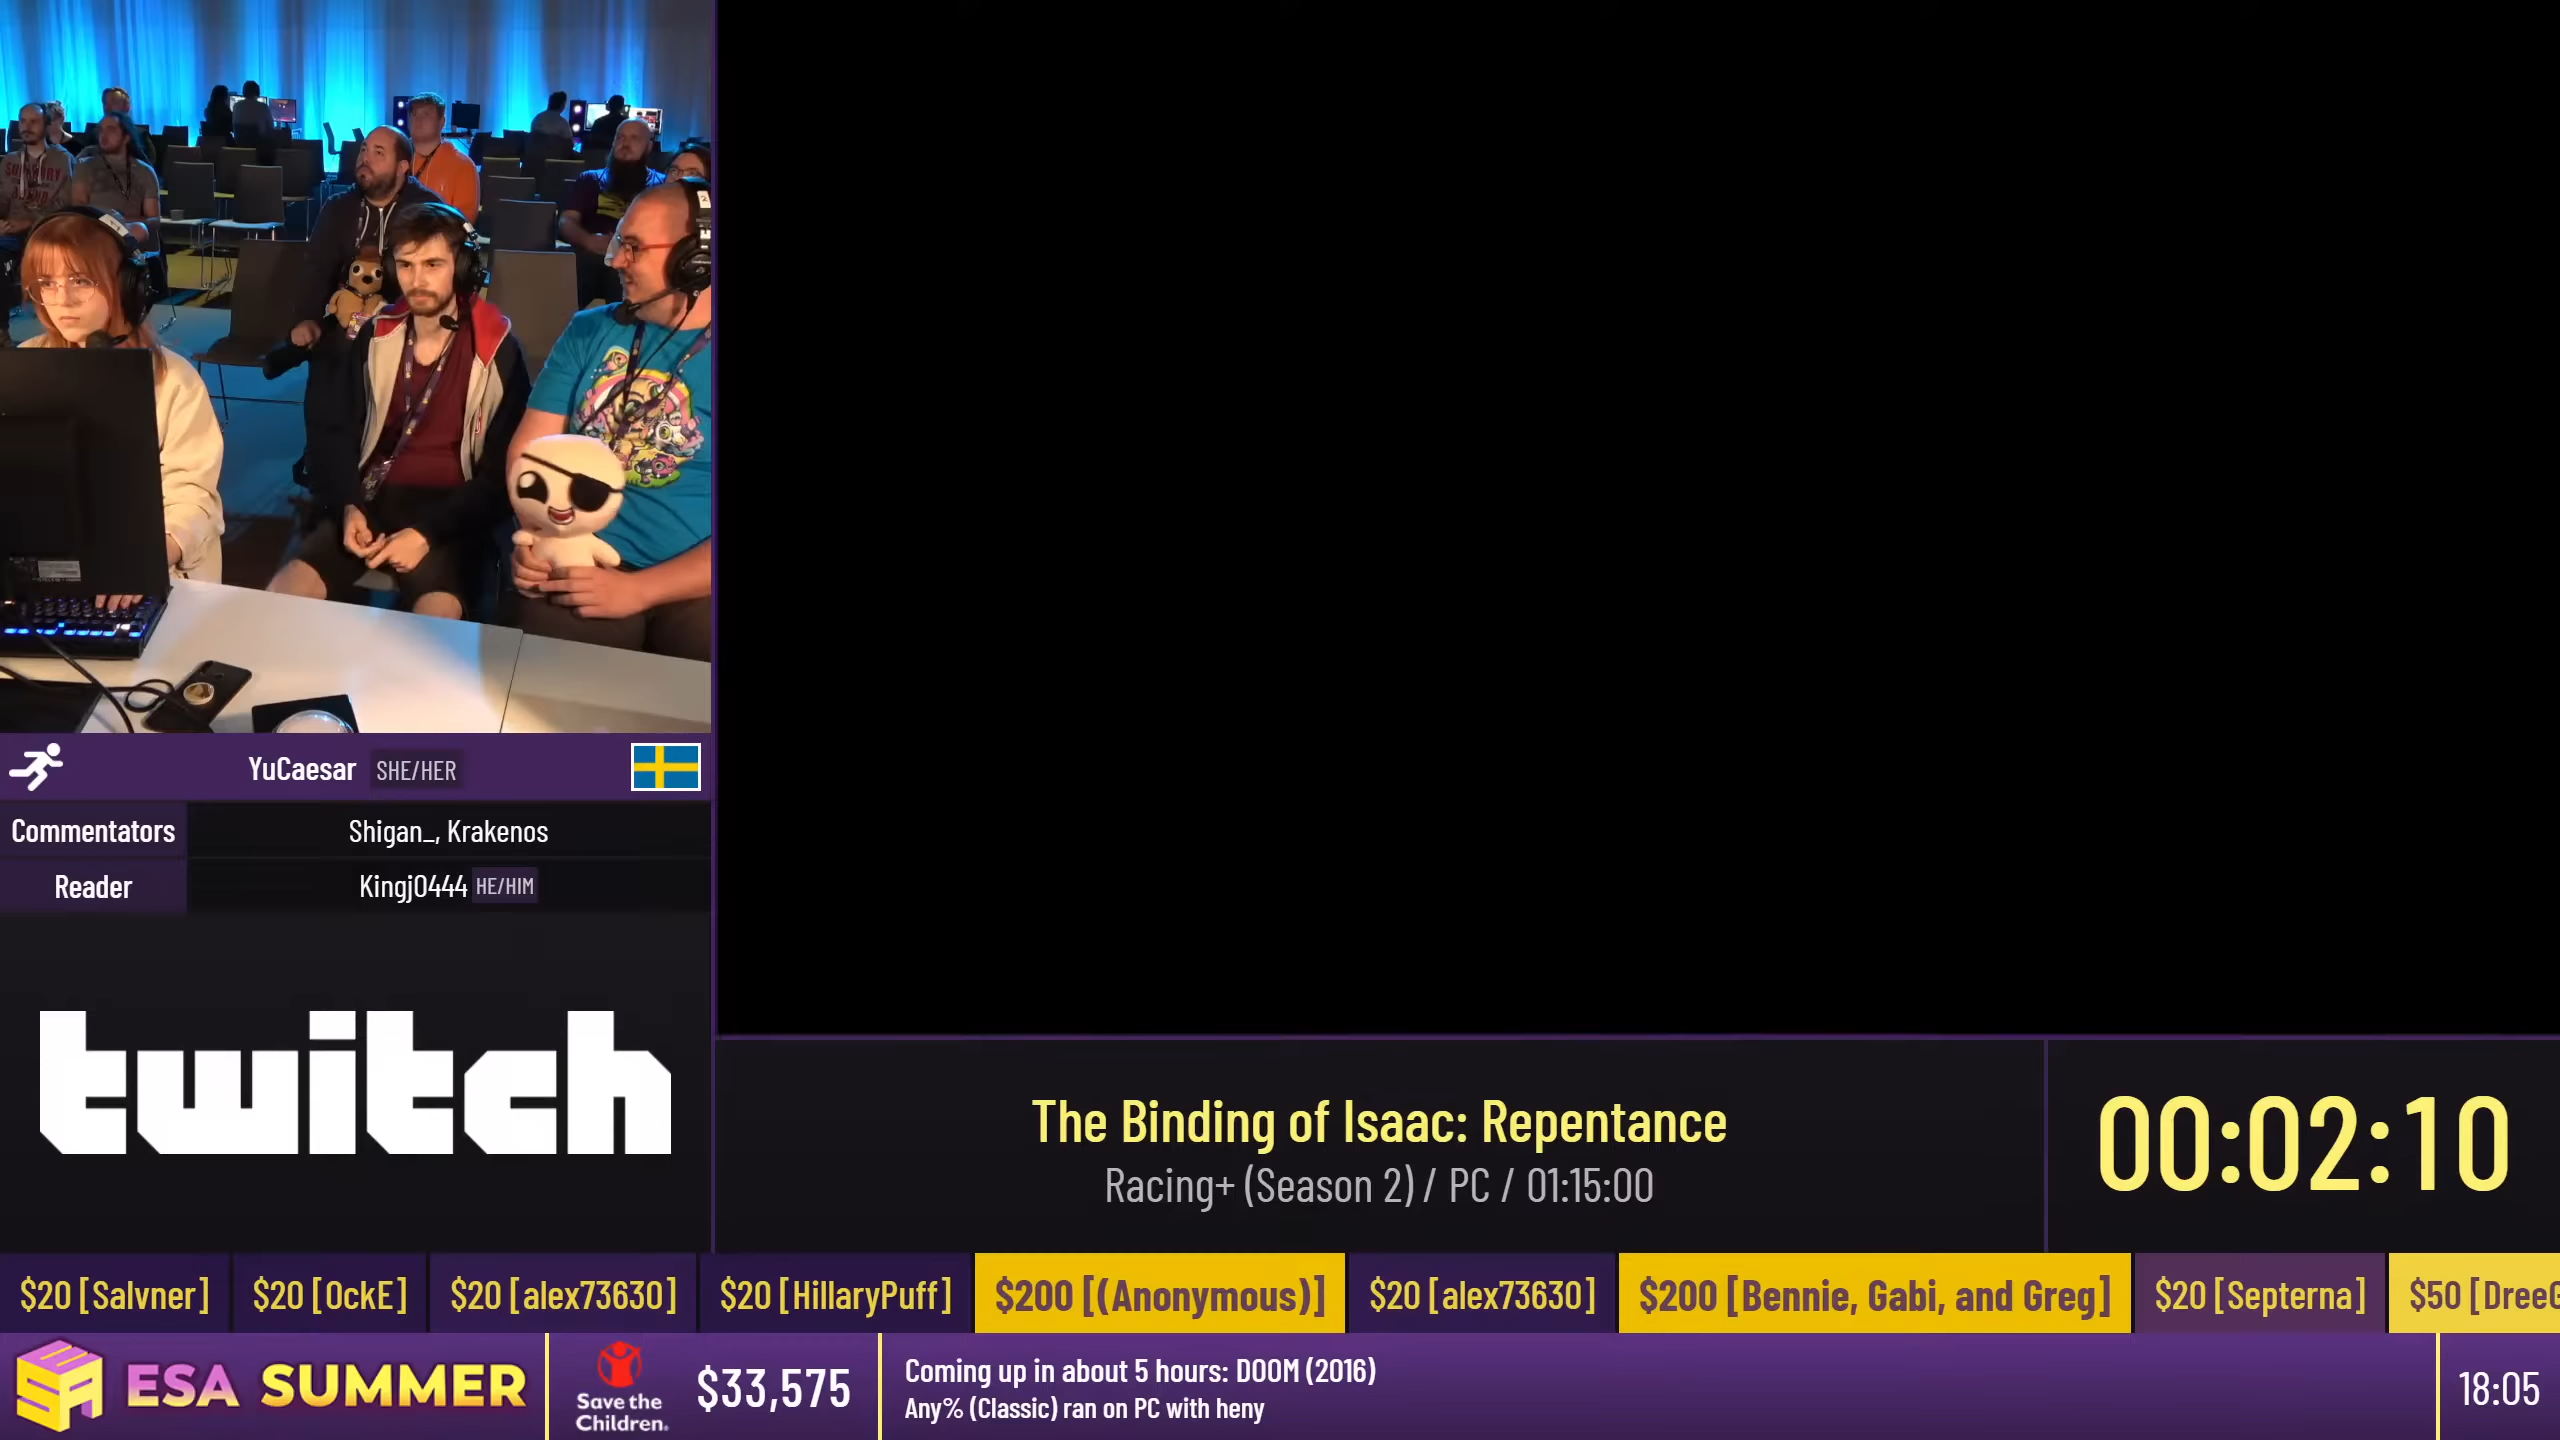 YuCaesar SHE/HER
Commentators Shigan_, Krakenos
Reader Kingj0444 HE/HIM
twitch
The Binding of Isaac: Repentance
Racing+ (Season 2) / PC / 01:15:00
00:02:10
$20 [Salvner] $20 [OckE] $20 [alex73630] $20 [HillaryPuff] $200 [(Anonymous)] $20 [alex73630] $200 [Bennie, Gabi, and Greg] $20 [Septerna] $50
ESA SUMMER
Save the
Children.
$33,575
Coming up in about 5 hours: DOOM (2016)
Any% (Classic) ran on PC with heny
18:05